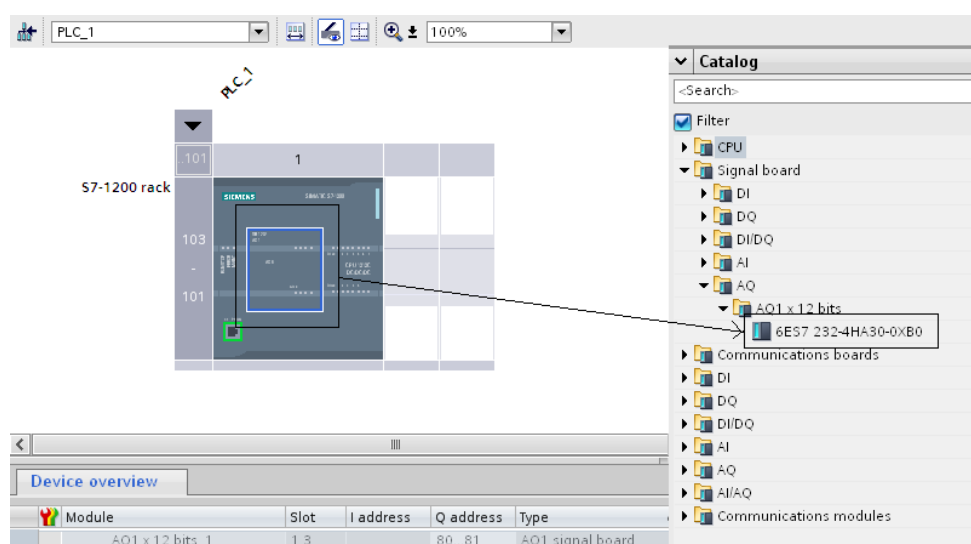 PLC_1
100%
Catalog
<Search>
Filter
CPU
Signal board
DI
DQ
DI/DQ
AI
AQ
AQ1 x 12 bits
6ES7 232-4HA30-0XB0
Communications boards
DI
DQ
DI/DQ
AI
AQ
AI/AQ
Communications modules
PLC_1
..101
1
S7-1200 rack
SIEMENS
103
-
101
Device overview
Module Slot I address Q address Type
AQ1 x 12 bits_1 1 3 80...81 AQ1 signal board